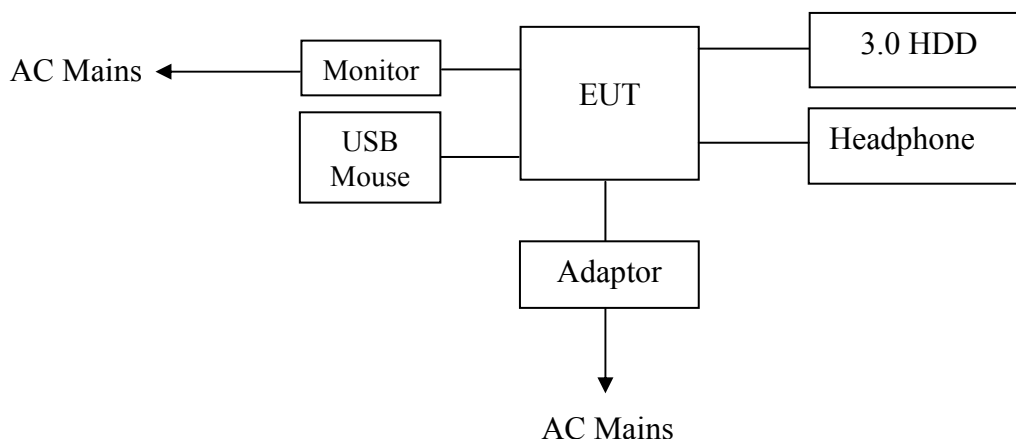 AC Mains
Monitor
EUT
3.0 HDD
USB
Mouse
Headphone
Adaptor
AC Mains